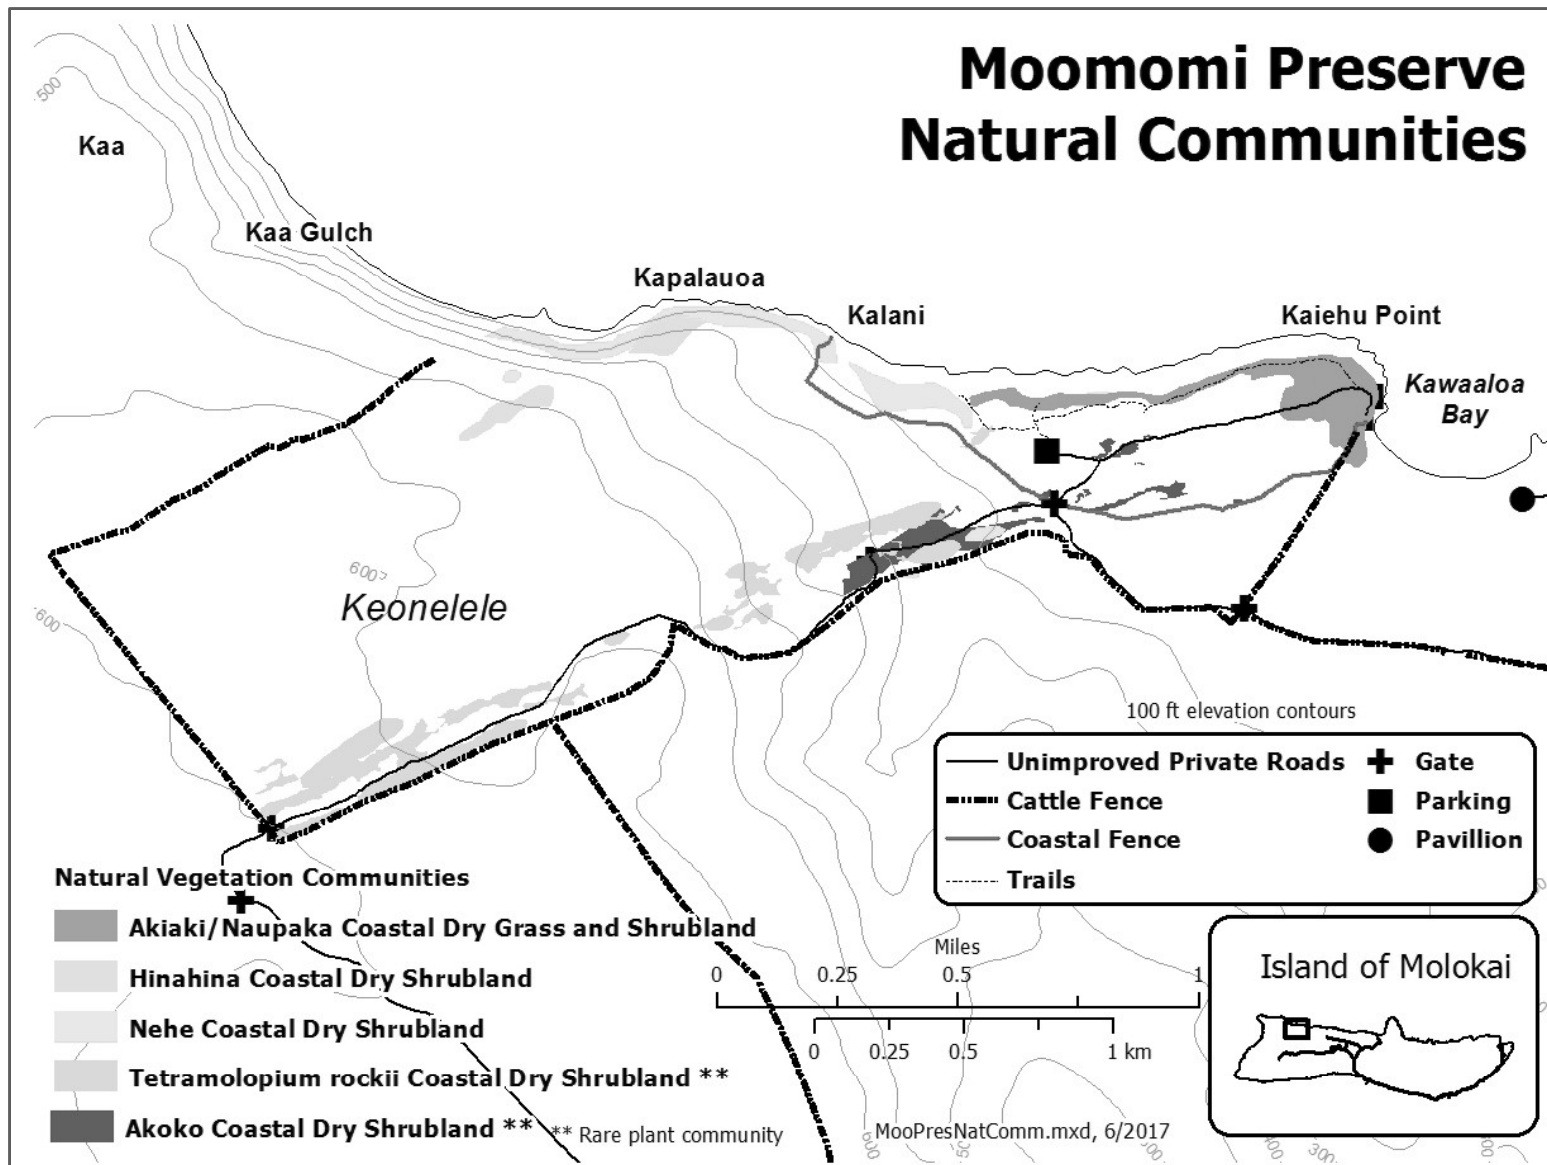 Moomomi Preserve
Natural Communities
500
Kaa
Kaa Gulch
Kapalauoa
Kalani
Kaiehu Point
Kawaaloa
Bay
600
Keonelele
600
100 ft elevation contours
Unimproved Private Roads
Gate
Cattle Fence
Parking
Coastal Fence
Pavillion
Trails
Natural Vegetation Communities
Akiaki/Naupaka Coastal Dry Grass and Shrubland
Hinahina Coastal Dry Shrubland
Nehe Coastal Dry Shrubland
Tetramolopium rockii Coastal Dry Shrubland **
Akoko Coastal Dry Shrubland **
** Rare plant community
Miles
0 0.25 0.5 1
0 0.25 0.5 1 km
MooPresNatComm.mxd, 6/2017
Island of Molokai
400
300